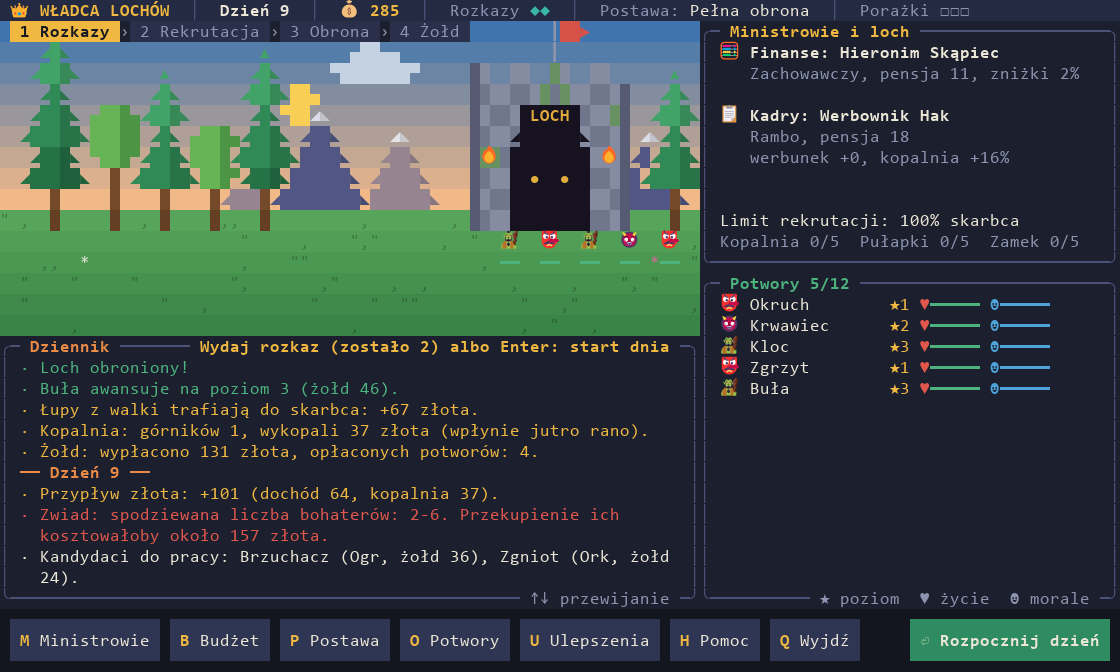 WŁADCA LOCHÓW Dzień 9 285 Rozkazy ◆◆ Postawa: Pełna obrona Porażki □□□
1 Rozkazy › 2 Rekrutacja › 3 Obrona › 4 Żołd
LOCH
Ministrowie i loch
Finanse: Hieronim Skąpiec
Zachowawczy, pensja 11, zniżki 2%
Kadry: Werbownik Hak
Rambo, pensja 18
werbunek +0, kopalnia +16%
Limit rekrutacji: 100% skarbca
Kopalnia 0/5 Pułapki 0/5 Zamek 0/5
Potwory 5/12
Okruch ★1
Krwawiec ★2
Kloc ★3
Zgrzyt ★1
Buła ★3
★ poziom ♥ życie morale
Dziennik Wydaj rozkaz (zostało 2) albo Enter: start dnia
· Loch obroniony!
· Buła awansuje na poziom 3 (żołd 46).
· Łupy z walki trafiają do skarbca: +67 złota.
· Kopalnia: górników 1, wykopali 37 złota (wpłynie jutro rano).
· Żołd: wypłacono 131 złota, opłaconych potworów: 4.
── Dzień 9 ──
· Przypływ złota: +101 (dochód 64, kopalnia 37).
· Zwiad: spodziewana liczba bohaterów: 2-6. Przekupienie ich
kosztowałoby około 157 złota.
· Kandydaci do pracy: Brzuchacz (Ogr, żołd 36), Zgniot (Ork, żołd
24).
↑↓ przewijanie
M Ministrowie B Budżet P Postawa O Potwory U Ulepszenia H Pomoc Q Wyjdź ⏎ Rozpocznij dzień